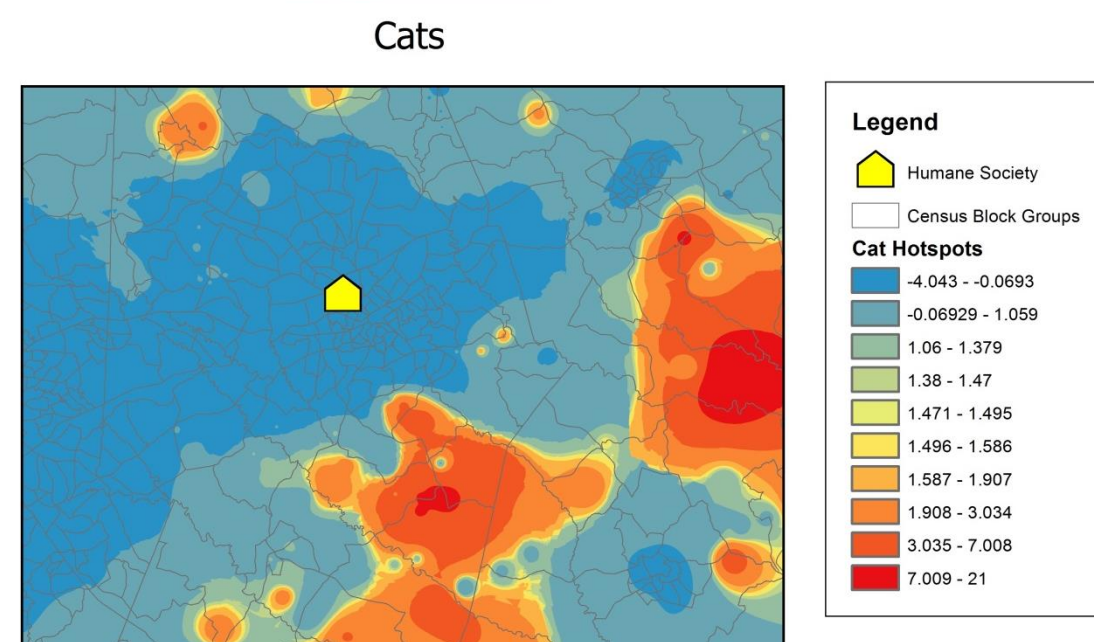 Cats
Legend
Humane Society
Census Block Groups
Cat Hotspots
-4.043 - -0.0693
-0.06929 - 1.059
1.06 - 1.379
1.38 - 1.47
1.471 - 1.495
1.496 - 1.586
1.587 - 1.907
1.908 - 3.034
3.035 - 7.008
7.009 - 21